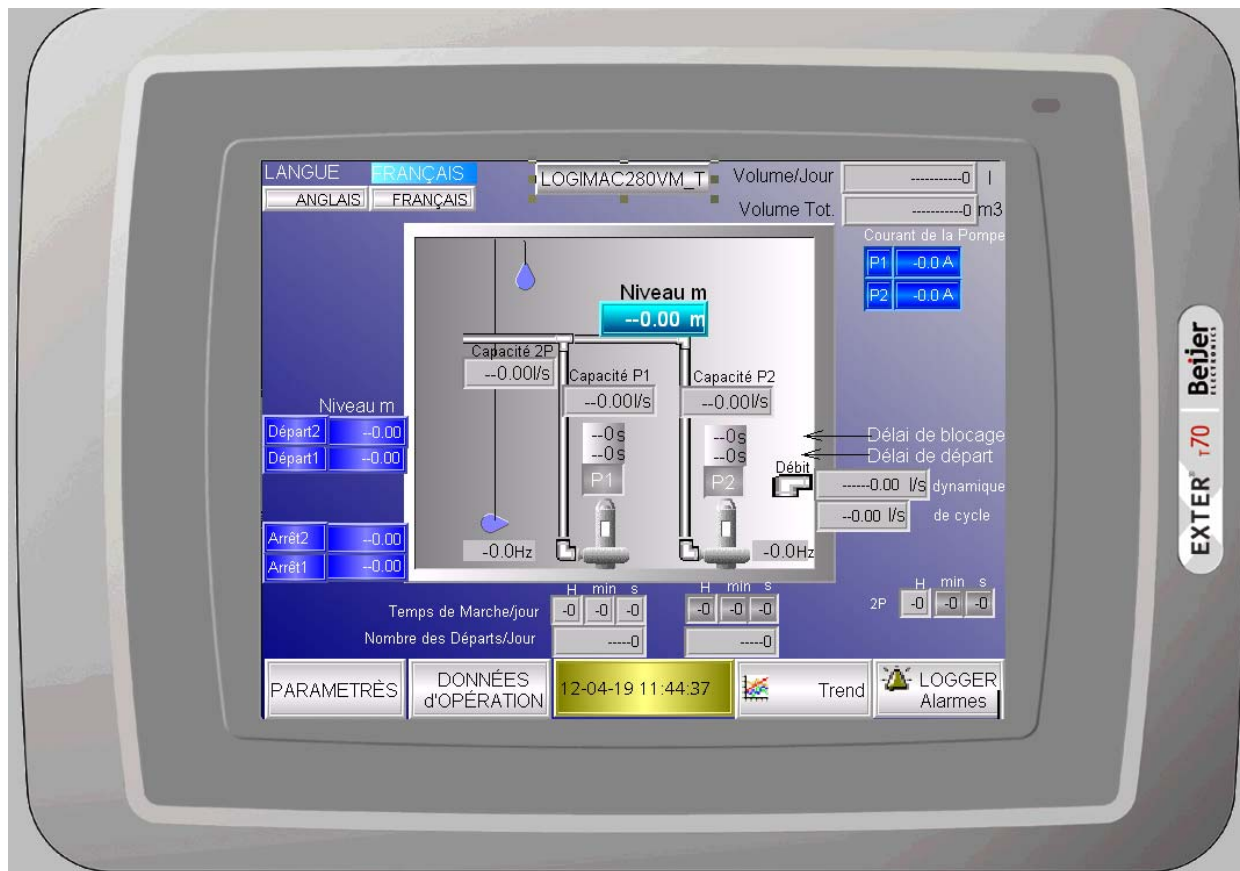 LANGUE FRANÇAIS
ANGLAIS FRANÇAIS
LOGIMAC280VM_T
Volume/Jour ----------0 l
Volume Tot. ----------0 m3
Courant de la Pompe
P1 -0.0 A
P2 -0.0 A
Niveau m
--0.00 m
Capacité 2P
--0.00l/s
Capacité P1
--0.00l/s
Capacité P2
--0.00l/s
Niveau m
Départ2 --0.00
Départ1 --0.00
Arrêt2 --0.00
Arrêt1 --0.00
--0 s
--0 s
P1
--0 s
--0 s
P2
Délai de blocage
Délai de départ
Débit
------0.00 l/s dynamique
--0.00 l/s de cycle
-0.0Hz
-0.0Hz
H min s
H min s
H min s
Temps de Marche/jour -0 -0 -0 -0 -0 -0
2P -0 -0 -0
Nombre des Départs/Jour -----0 -----0
PARAMETRÈS
DONNÉES
d'OPÉRATION
12-04-19 11:44:37
Trend
LOGGER
Alarmes
EXTER® T70 Beijer
ELECTRONICS